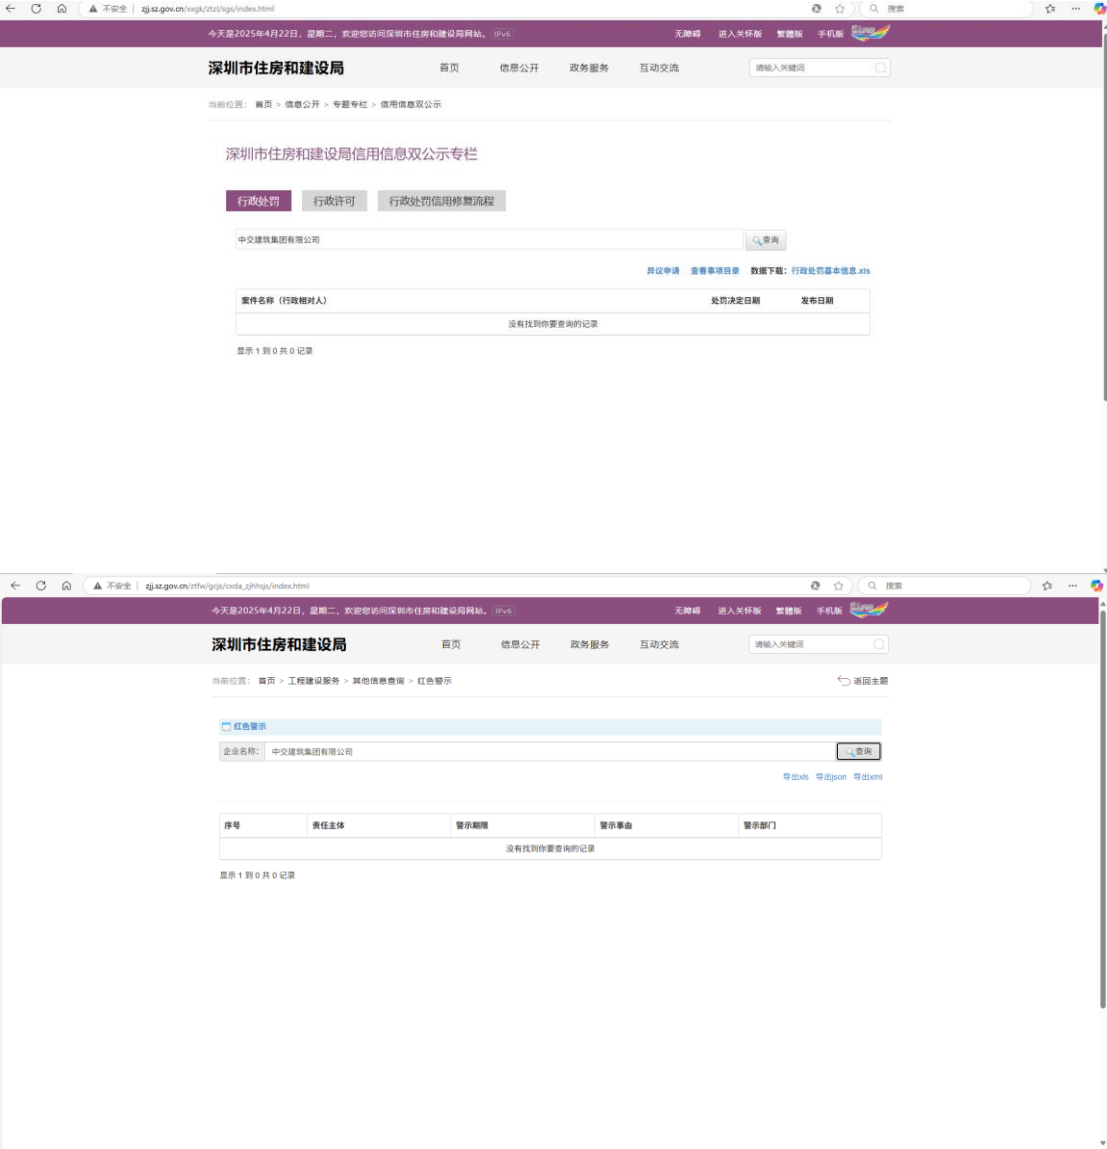 不安全 zjj.sz.gov.cn/xxgk/ztzl/sgs/index.html 搜索
今天是2025年4月22日，星期二，欢迎您访问深圳市住房和建设局网站。 IPv6 无障碍 进入关怀版 繁體版 手机版
深圳市住房和建设局 首页 信息公开 政务服务 互动交流 请输入关键词
当前位置： 首页 > 信息公开 > 专题专栏 > 信用信息双公示
深圳市住房和建设局信用信息双公示专栏
行政处罚 行政许可 行政处罚信用修复流程
中交建筑集团有限公司 查询
异议申请 查看事项目录 数据下载：行政处罚基本信息.xls
案件名称（行政相对人） 处罚决定日期 发布日期
没有找到你要查询的记录
显示 1 到 0 共 0 记录
不安全 zjj.sz.gov.cn/ztfw/gcjs/cxda_zjhhsjs/index.html 搜索
今天是2025年4月22日，星期二，欢迎您访问深圳市住房和建设局网站。 IPv6 无障碍 进入关怀版 繁體版 手机版
深圳市住房和建设局 首页 信息公开 政务服务 互动交流 请输入关键词
当前位置： 首页 > 工程建设服务 > 其他信息查询 > 红色警示 返回主题
红色警示
企业名称： 中交建筑集团有限公司 查询
导出xls 导出json 导出xml
序号 责任主体 警示期限 警示事由 警示部门
没有找到你要查询的记录
显示 1 到 0 共 0 记录